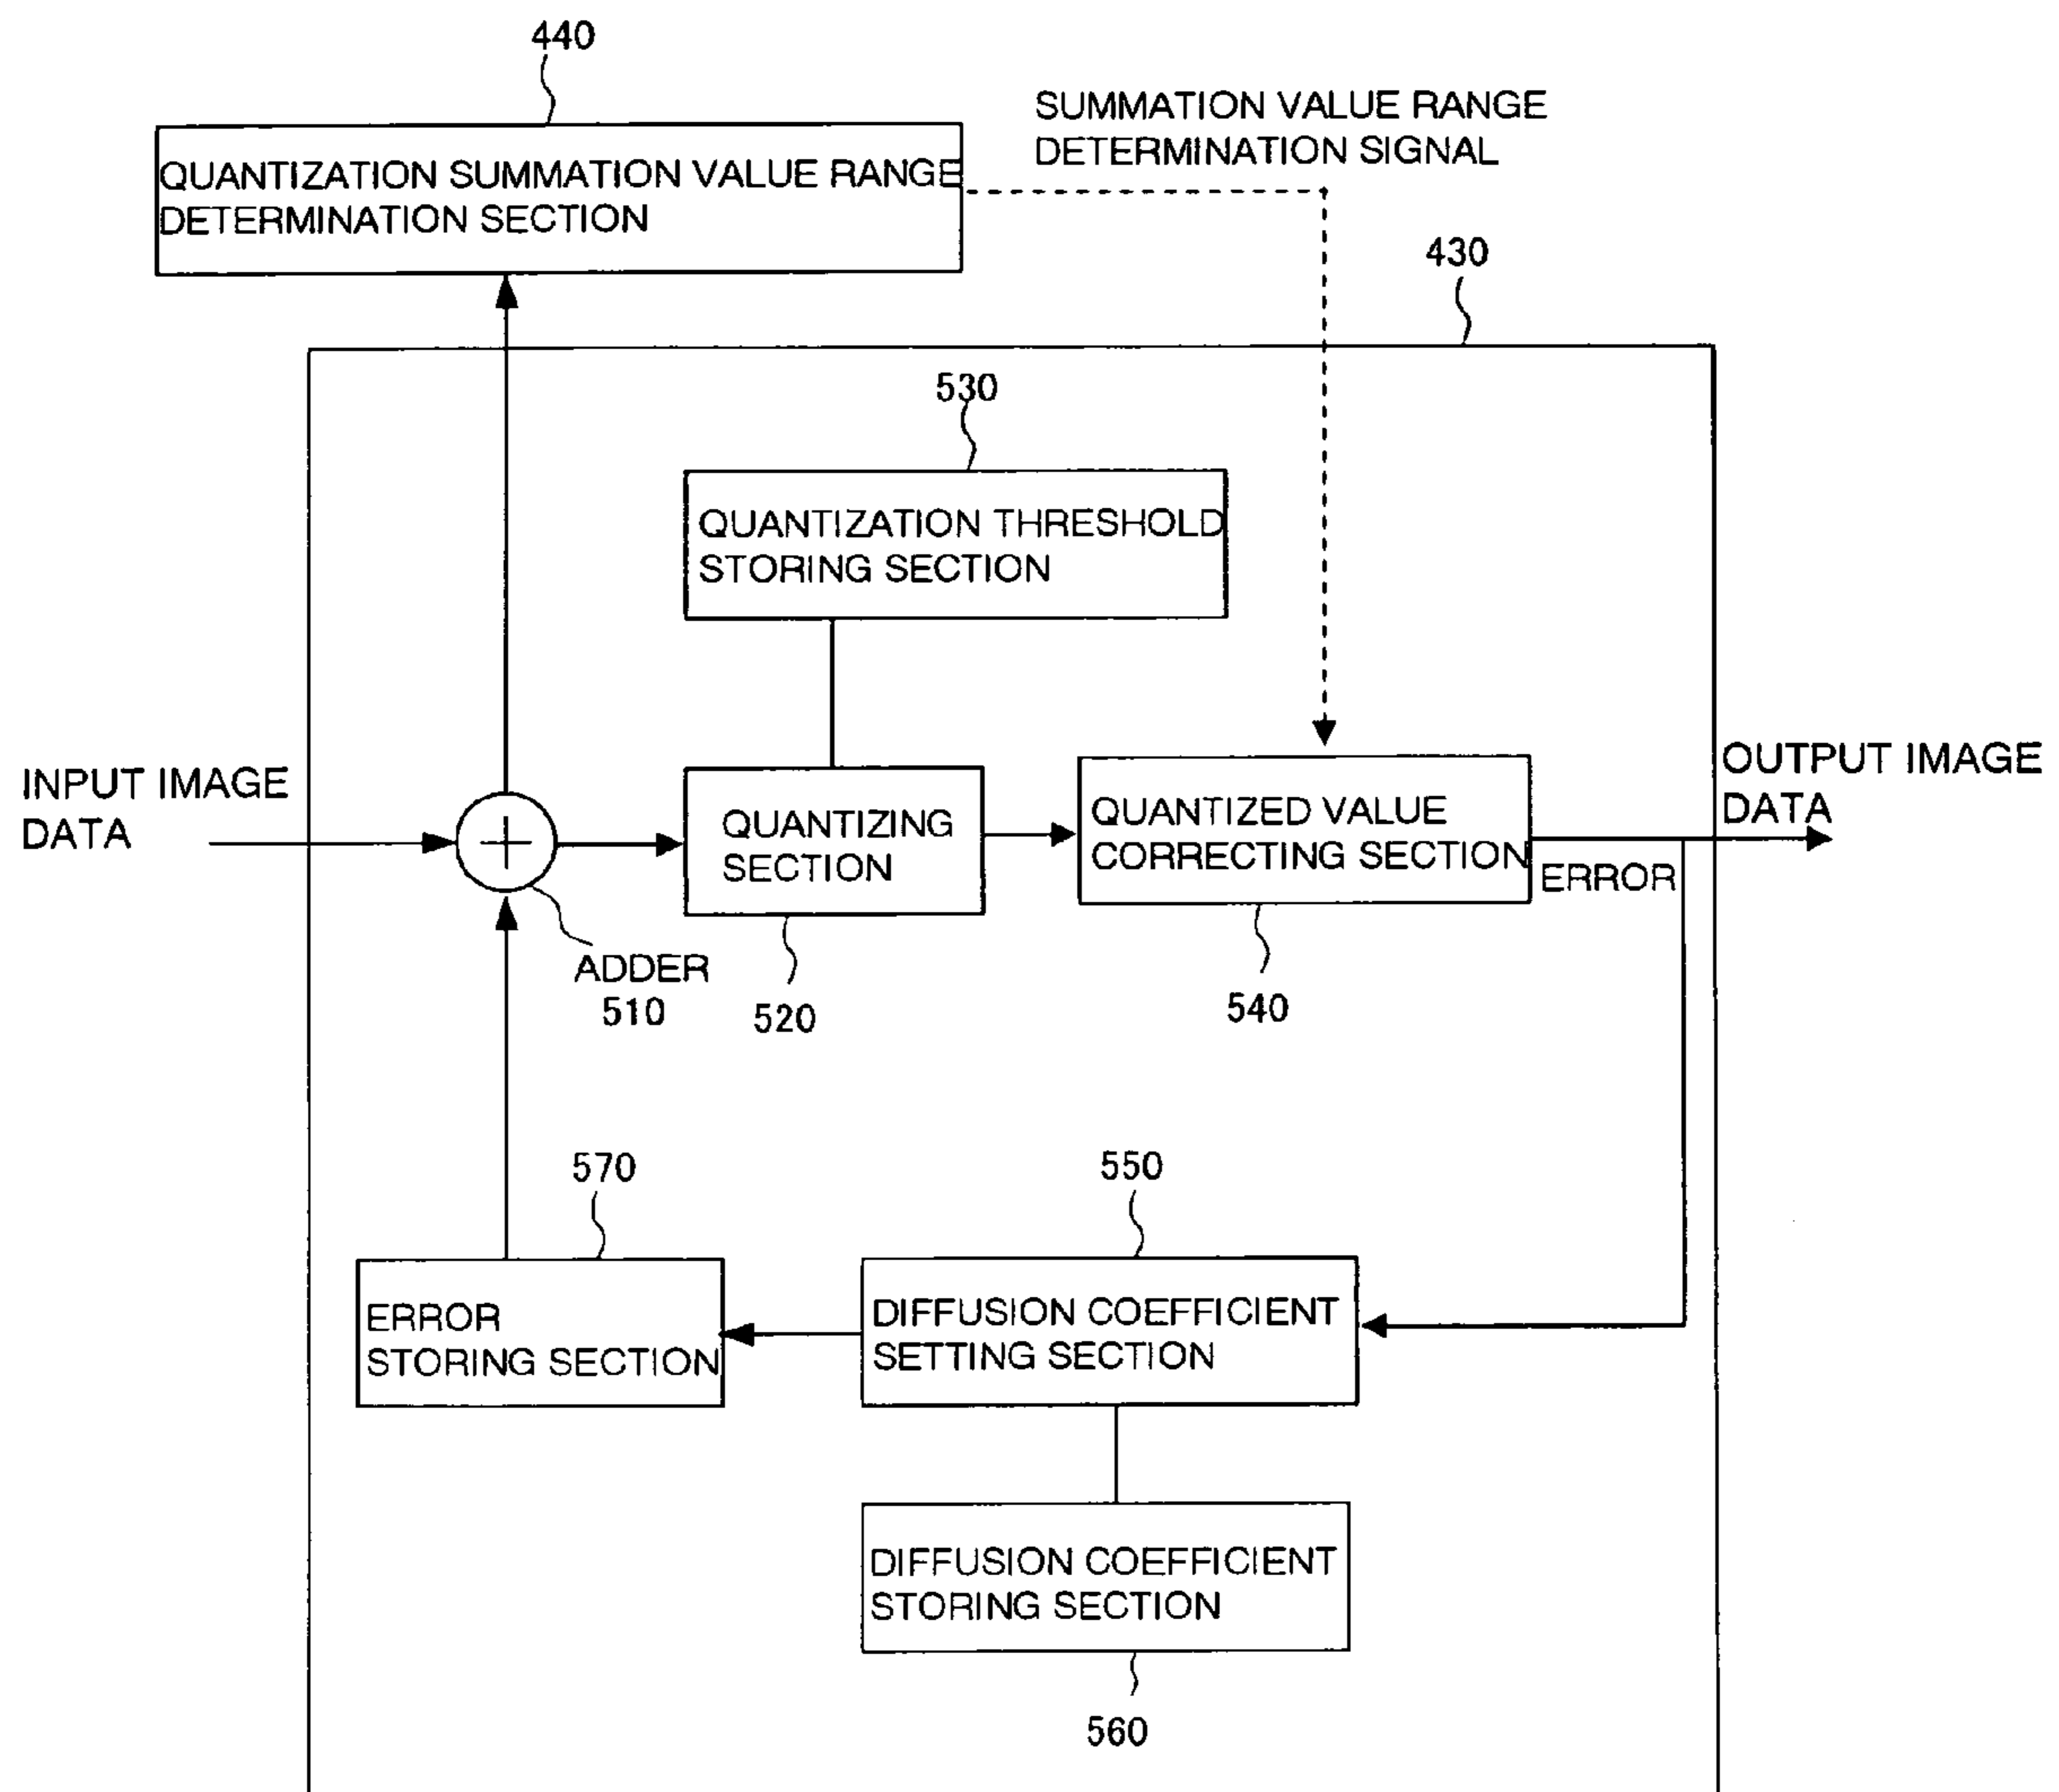 440
SUMMATION VALUE RANGE
DETERMINATION SIGNAL
QUANTIZATION SUMMATION VALUE RANGE
DETERMINATION SECTION
430
530
QUANTIZATION THRESHOLD
STORING SECTION
INPUT IMAGE
DATA
OUTPUT IMAGE
DATA
QUANTIZING
SECTION
QUANTIZED VALUE
CORRECTING SECTION
ERROR
ADDER
510
520
540
570
550
ERROR
STORING SECTION
DIFFUSION COEFFICIENT
SETTING SECTION
DIFFUSION COEFFICIENT
STORING SECTION
560